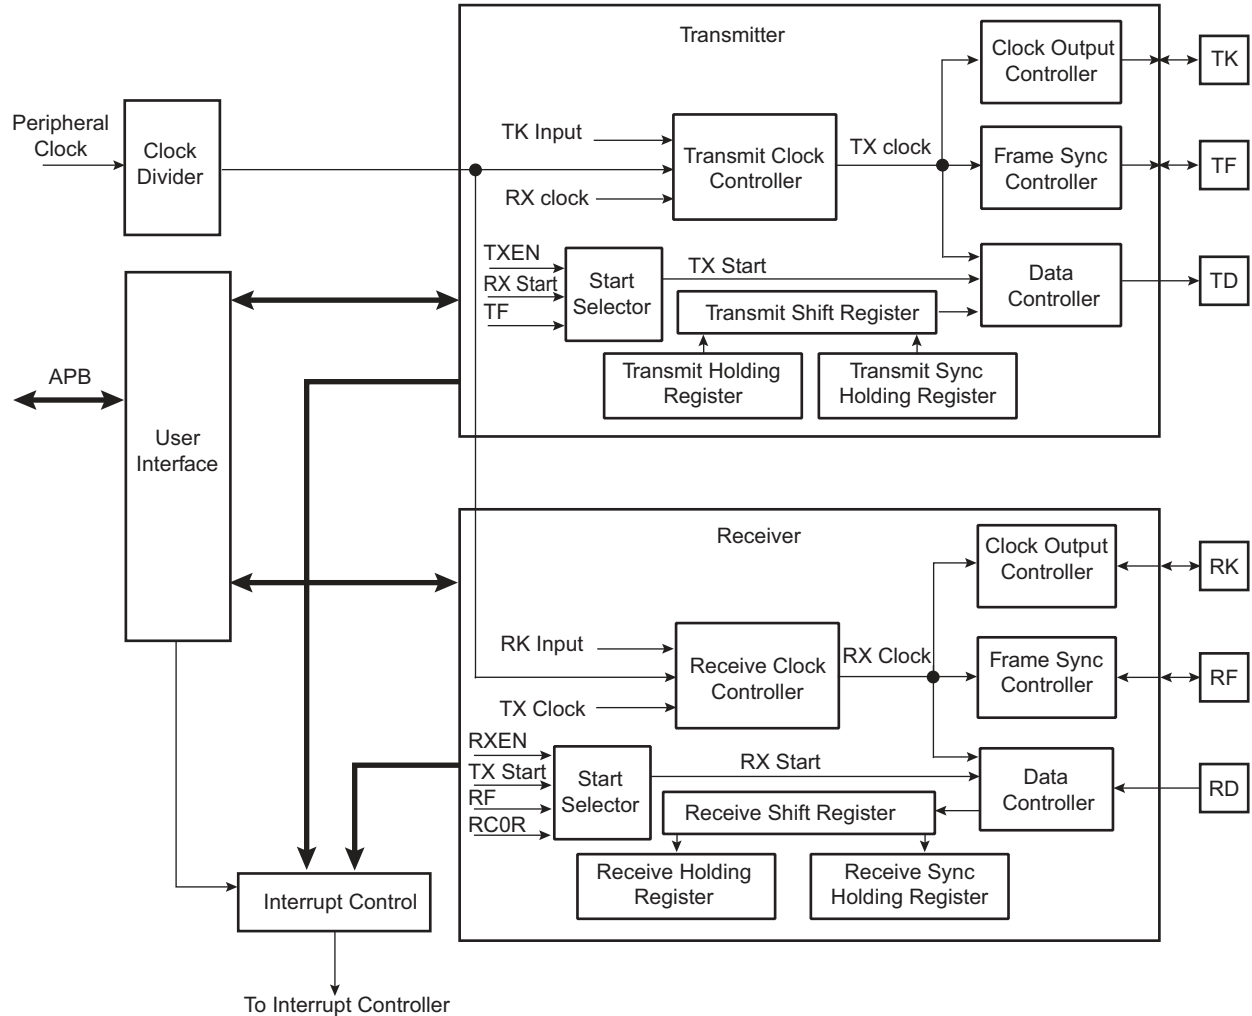 Transmitter
Clock Output
Controller
TK
Peripheral
Clock
Clock
Divider
TK Input
RX clock
Transmit Clock
Controller
TX clock
Frame Sync
Controller
TF
TXEN
RX Start
TF
Start
Selector
TX Start
Data
Controller
TD
Transmit Shift Register
Transmit Holding
Register
Transmit Sync
Holding Register
APB
User
Interface
Receiver
Clock Output
Controller
RK
RK Input
TX Clock
Receive Clock
Controller
RX Clock
Frame Sync
Controller
RF
RXEN
TX Start
RF
RC0R
Start
Selector
RX Start
Data
Controller
RD
Receive Shift Register
Receive Holding
Register
Receive Sync
Holding Register
Interrupt Control
To Interrupt Controller